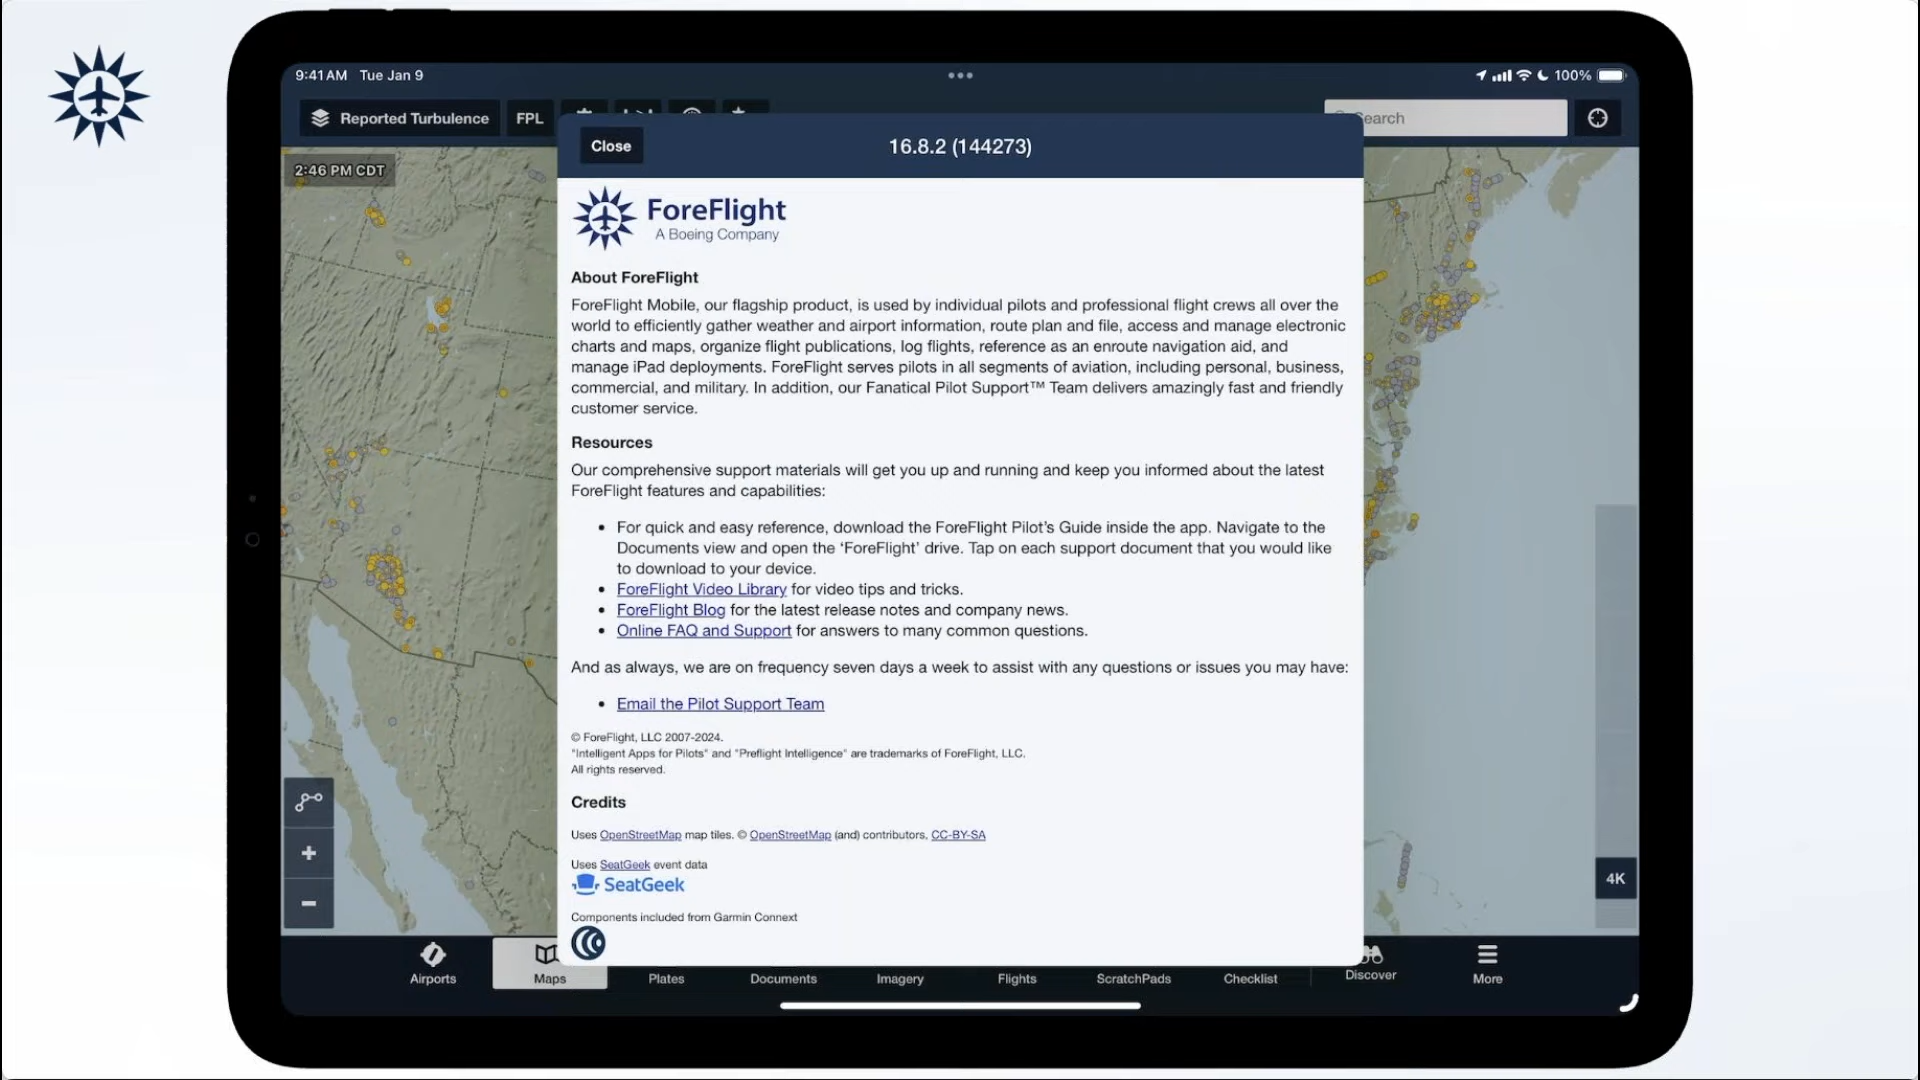 9:41 AM Tue Jan 9
100%
Reported Turbulence
FPL
Search
2:46 PM CDT
Close
16.8.2 (144273)
ForeFlight
A Boeing Company
About ForeFlight
ForeFlight Mobile, our flagship product, is used by individual pilots and professional flight crews all over the
world to efficiently gather weather and airport information, route plan and file, access and manage electronic
charts and maps, organize flight publications, log flights, reference as an enroute navigation aid, and
manage iPad deployments. ForeFlight serves pilots in all segments of aviation, including personal, business,
commercial, and military. In addition, our Fanatical Pilot Support™ Team delivers amazingly fast and friendly
customer service.
Resources
Our comprehensive support materials will get you up and running and keep you informed about the latest
ForeFlight features and capabilities:
• For quick and easy reference, download the ForeFlight Pilot’s Guide inside the app. Navigate to the
Documents view and open the ‘ForeFlight’ drive. Tap on each support document that you would like
to download to your device.
• ForeFlight Video Library for video tips and tricks.
• ForeFlight Blog for the latest release notes and company news.
• Online FAQ and Support for answers to many common questions.
And as always, we are on frequency seven days a week to assist with any questions or issues you may have:
• Email the Pilot Support Team
© ForeFlight, LLC 2007-2024.
"Intelligent Apps for Pilots" and "Preflight Intelligence" are trademarks of ForeFlight, LLC.
All rights reserved.
Credits
Uses OpenStreetMap map tiles. © OpenStreetMap (and) contributors, CC-BY-SA
Uses SeatGeek event data
SeatGeek
Components included from Garmin Connext
4K
Airports
Maps
Plates
Documents
Imagery
Flights
ScratchPads
Checklist
Discover
More